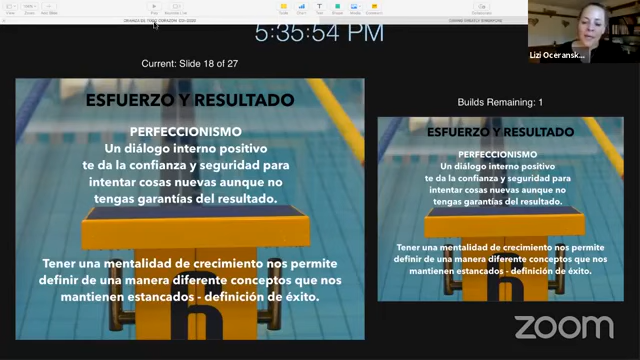 5:35:54 PM
Lizi Oceransk...
Current: Slide 18 of 27
Builds Remaining: 1
ESFUERZO Y RESULTADO
PERFECCIONISMO
Un diálogo interno positivo
te da la confianza y seguridad para
intentar cosas nuevas aunque no
tengas garantías del resultado.
Tener una mentalidad de crecimiento nos permite
definir de una manera diferente conceptos que nos
mantienen estancados - definición de éxito.
ESFUERZO Y RESULTADO
PERFECCIONISMO
Un diálogo interno positivo
te da la confianza y seguridad para
intentar cosas nuevas aunque no
tengas garantías del resultado.
Tener una mentalidad de crecimiento nos permite
definir de una manera diferente conceptos que nos
mantienen estancados - definición de éxito.
zoom